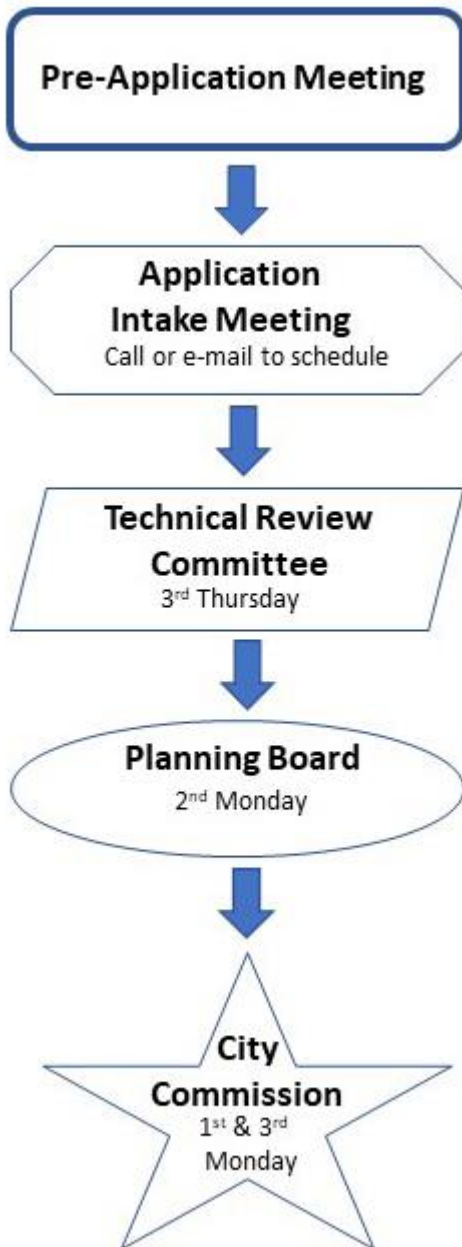 Pre-Application Meeting
Application
Intake Meeting
Call or e-mail to schedule
Technical Review
Committee
3rd Thursday
Planning Board
2nd Monday
City
Commission
1st & 3rd
Monday